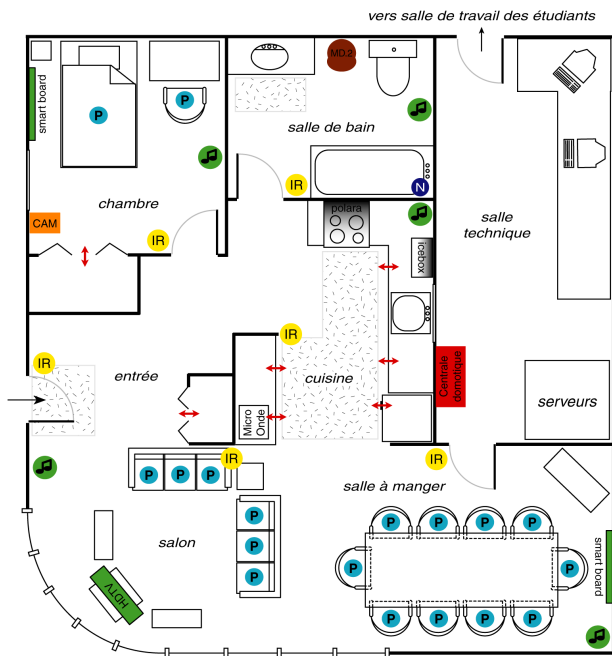 vers salle de travail des étudiants
smart board
P
P
MD.2
salle de bain
IR
N
polara
icebox
chambre
CAM
IR
salle
technique
IR
IR
entrée
cuisine
Centrale
domotique
serveurs
Micro
Onde
P
P
P
IR
IR
salle à manger
P
P
P
P
P
P
P
salon
P
P
P
HDTV
P
P
P
P
smart board